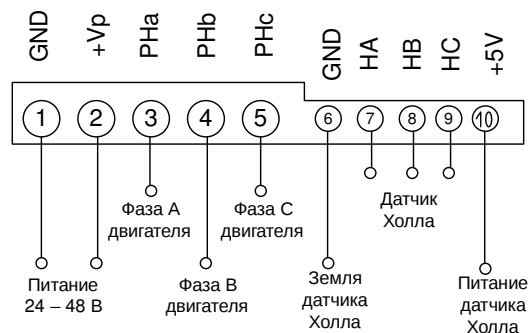 GND +Vp PHa PHb PHc GND HA HB HC +5V
1 2 3 4 5 6 7 8 9 10
Фаза A
двигателя
Фаза C
двигателя
Датчик
Холла
Питание
24 – 48 В
Фаза B
двигателя
Земля
датчика
Холла
Питание
датчика
Холла